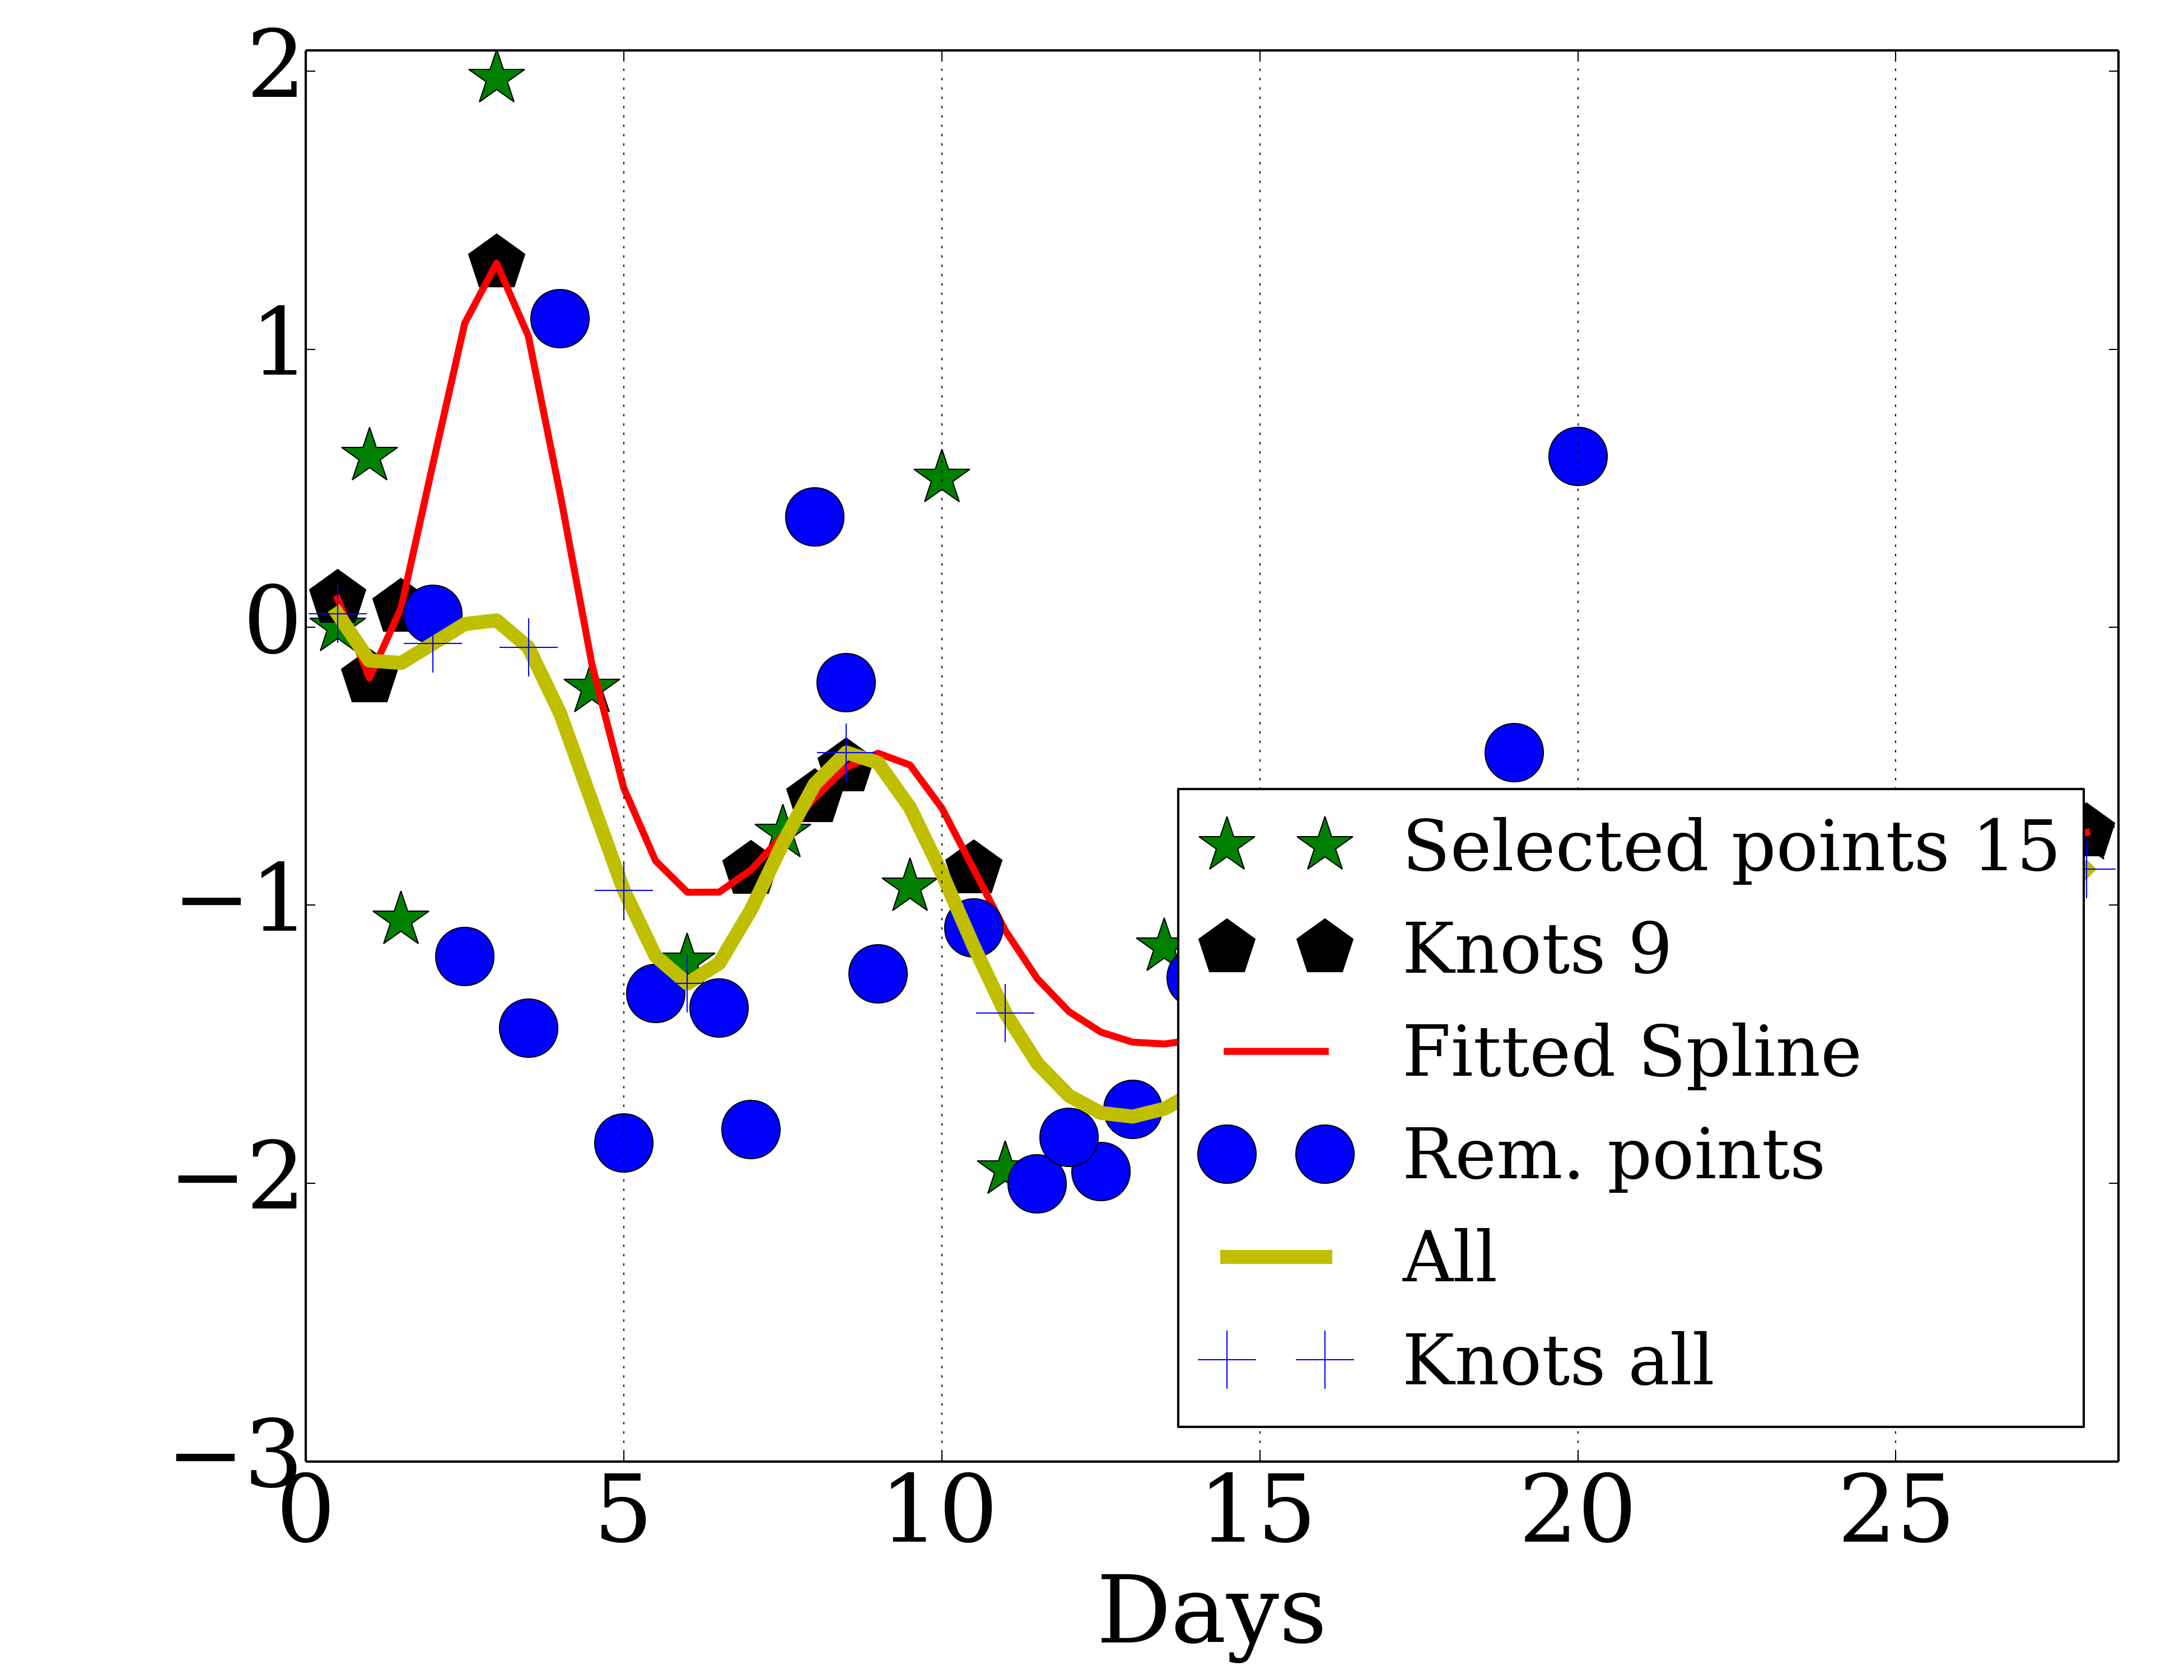 2
1
0
−1
−2
−3
0 5 10 15 20 25
Days
Selected points 15
Knots 9
Fitted Spline
Rem. points
All
Knots all